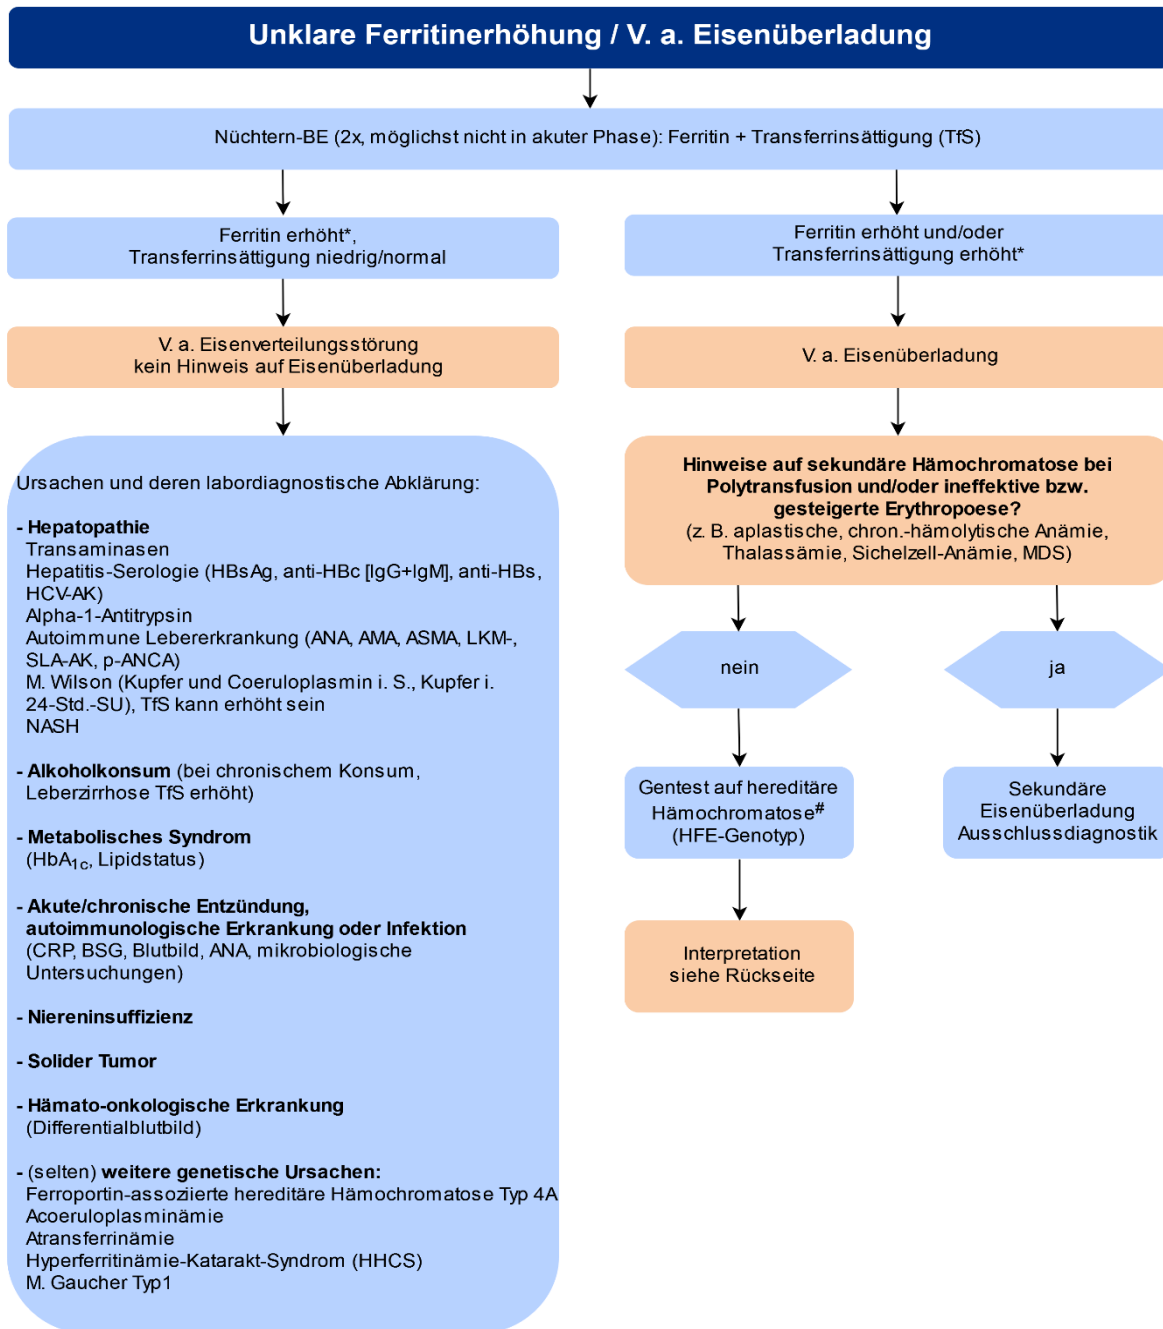 Unklare Ferritinerhöhung / V. a. Eisenüberladung
Nüchtern-BE (2x, möglichst nicht in akuter Phase): Ferritin + Transferrinsättigung (TfS)
Ferritin erhöht*,
Transferrinsättigung niedrig/normal
Ferritin erhöht und/oder
Transferrinsättigung erhöht*
V. a. Eisenverteilungsstörung
kein Hinweis auf Eisenüberladung
V. a. Eisenüberladung
Ursachen und deren labordiagnostische Abklärung:
- Hepatopathie
Transaminasen
Hepatitis-Serologie (HBsAg, anti-HBc [IgG+IgM], anti-HBs,
HCV-AK)
Alpha-1-Antitrypsin
Autoimmune Lebererkrankung (ANA, AMA, ASMA, LKM-,
SLA-AK, p-ANCA)
M. Wilson (Kupfer und Coeruloplasmin i. S., Kupfer i.
24-Std.-SU), TfS kann erhöht sein
NASH
- Alkoholkonsum (bei chronischem Konsum,
Leberzirrhose TfS erhöht)
- Metabolisches Syndrom
(HbA1c, Lipidstatus)
- Akute/chronische Entzündung,
autoimmunologische Erkrankung oder Infektion
(CRP, BSG, Blutbild, ANA, mikrobiologische
Untersuchungen)
- Niereninsuffizienz
- Solider Tumor
- Hämato-onkologische Erkrankung
(Differentialblutbild)
- (selten) weitere genetische Ursachen:
Ferroportin-assoziierte hereditäre Hämochromatose Typ 4A
Acoeruloplasminämie
Atransferrinämie
Hyperferritinämie-Katarakt-Syndrom (HHCS)
M. Gaucher Typ1
Hinweise auf sekundäre Hämochromatose bei
Polytransfusion und/oder ineffektive bzw.
gesteigerte Erythropoese?
(z. B. aplastische, chron.-hämolytische Anämie,
Thalassämie, Sichelzell-Anämie, MDS)
nein
ja
Gentest auf hereditäre
Hämochromatose#
(HFE-Genotyp)
Sekundäre
Eisenüberladung
Ausschlussdiagnostik
Interpretation
siehe Rückseite